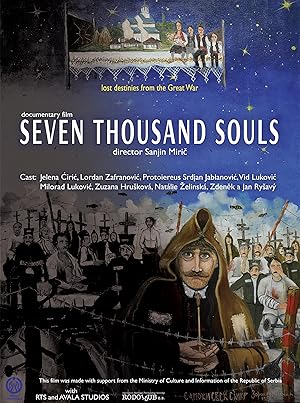 lost destinies from the Great War
documentary film
SEVEN THOUSAND SOULS
director Sanjin Mirič
Cast: Jelena Ćirić, Lordan Zafranović, Protoiereus Srdjan Jablanović, Vid Luković
Milorad Luković, Zuzana Hrušková, Natálie Želinská, Zdeněk a Jan Ryšavý
This film was made with support from the Ministry of Culture and Information of the Republic of Serbia
with
RTS and AVALA STUDIOS
RODOLJUB